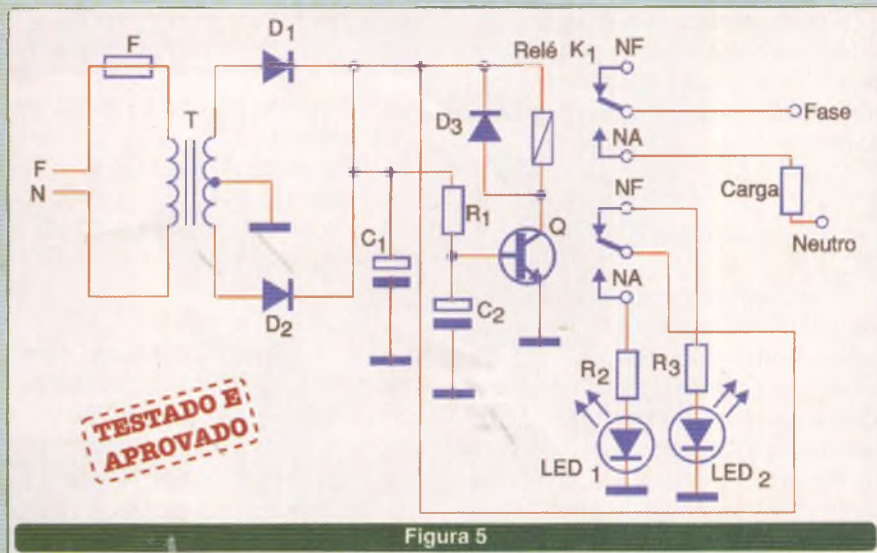 D1
F
T
F
N
D2
C1
R1
C2
D3
Q
Relé K1
NF
Fase
NA
Carga
Neutro
NF
NA
R2
R3
LED 1
LED 2
TESTADO E
APROVADO
Figura 5